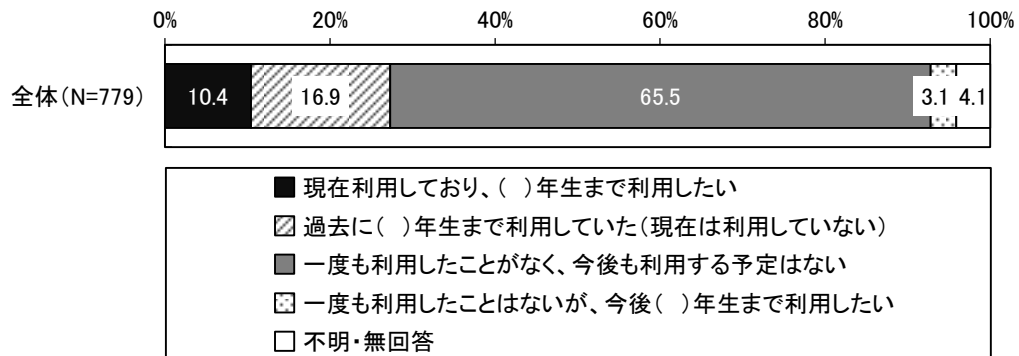 0% 20% 40% 60% 80% 100%
全体(N=779) 10.4 16.9 65.5 3.1 4.1
現在利用しており、( )年生まで利用したい
過去に( )年生まで利用していた(現在は利用していない)
一度も利用したことがなく、今後も利用する予定はない
一度も利用したことはないが、今後( )年生まで利用したい
不明・無回答